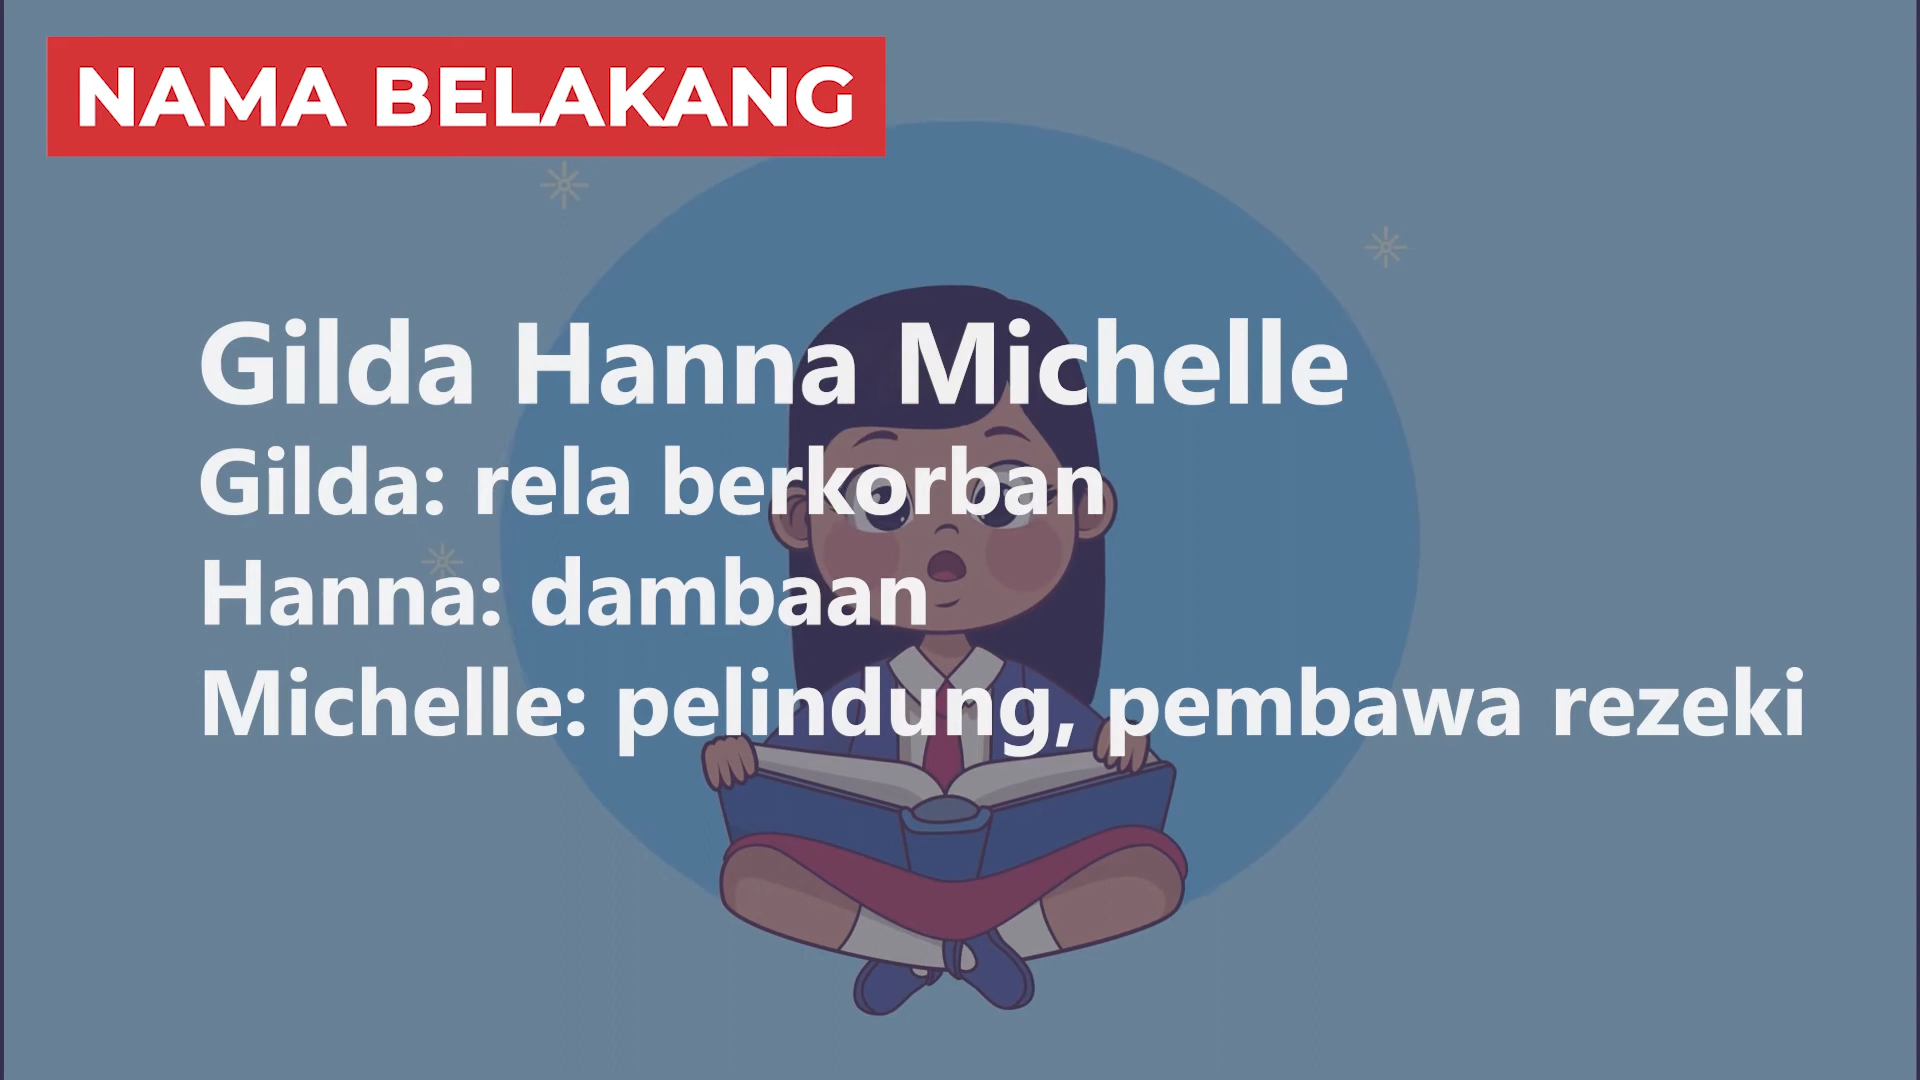 NAMA BELAKANG
Gilda Hanna Michelle
Gilda: rela berkorban
Hanna: dambaan
Michelle: pelindung, pembawa rezeki